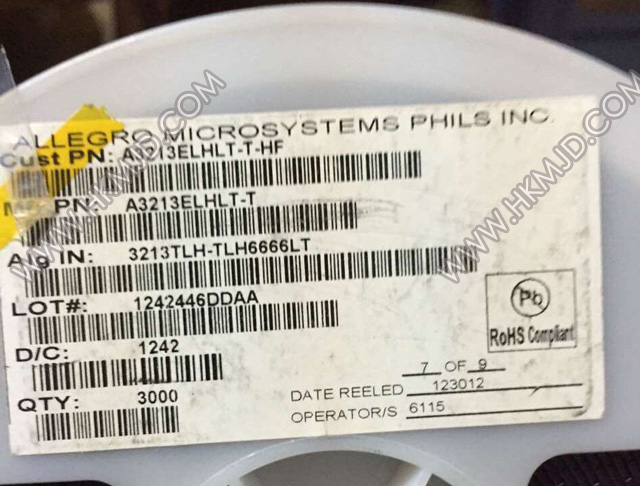 ALLEGRO MICROSYSTEMS PHILS INC.
Cust PN: A3213ELHLT-T-HF
PN: A3213ELHLT-T
Alg IN: 3213TLH-TLH6666LT
LOT#: 1242446DDAA
D/C: 1242
QTY: 3000
Pb
RoHS Compliant
7 OF 9
DATE REELED 123012
OPERATOR/S 6115
WWW.HKMJD.COM
WWW.HKMJD.COM